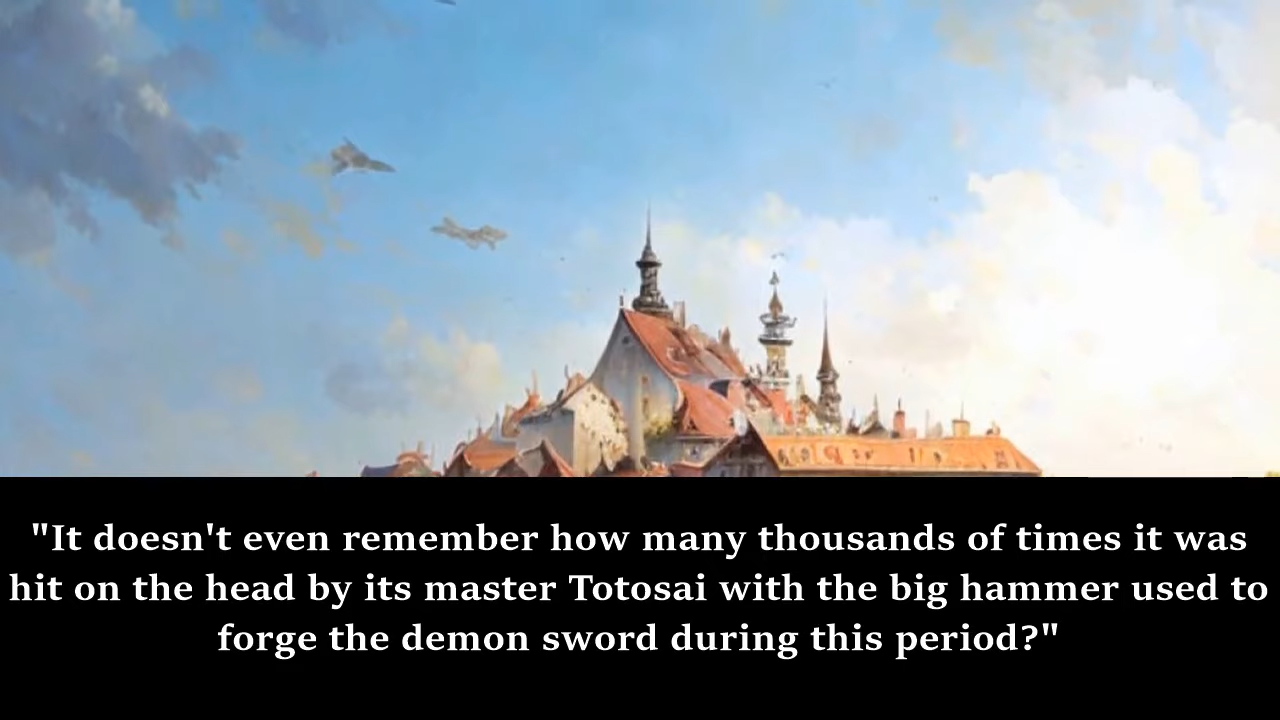 "It doesn't even remember how many thousands of times it was
hit on the head by its master Totosai with the big hammer used to
forge the demon sword during this period?"